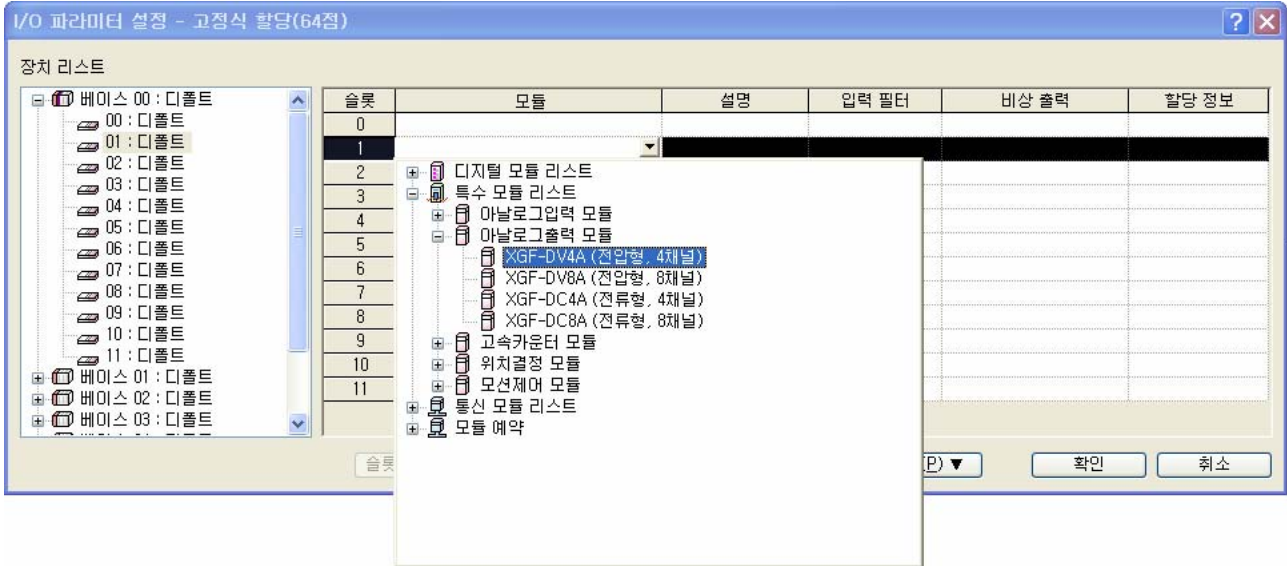 I/O 파라미터 설정 - 고정식 할당(64점)
장치 리스트
베이스 00 : 디폴트
00 : 디폴트
01 : 디폴트
02 : 디폴트
03 : 디폴트
04 : 디폴트
05 : 디폴트
06 : 디폴트
07 : 디폴트
08 : 디폴트
09 : 디폴트
10 : 디폴트
11 : 디폴트
베이스 01 : 디폴트
베이스 02 : 디폴트
베이스 03 : 디폴트
슬롯 모듈 설명 입력 필터 비상 출력 할당 정보
0
1
2
3
4
5
6
7
8
9
10
11
디지털 모듈 리스트
특수 모듈 리스트
아날로그입력 모듈
아날로그출력 모듈
XGF-DV4A (전압형, 4채널)
XGF-DV8A (전압형, 8채널)
XGF-DC4A (전류형, 4채널)
XGF-DC8A (전류형, 8채널)
고속카운터 모듈
위치결정 모듈
모션제어 모듈
통신 모듈 리스트
모듈 예약
슬롯 (P) ▼ 확인 취소